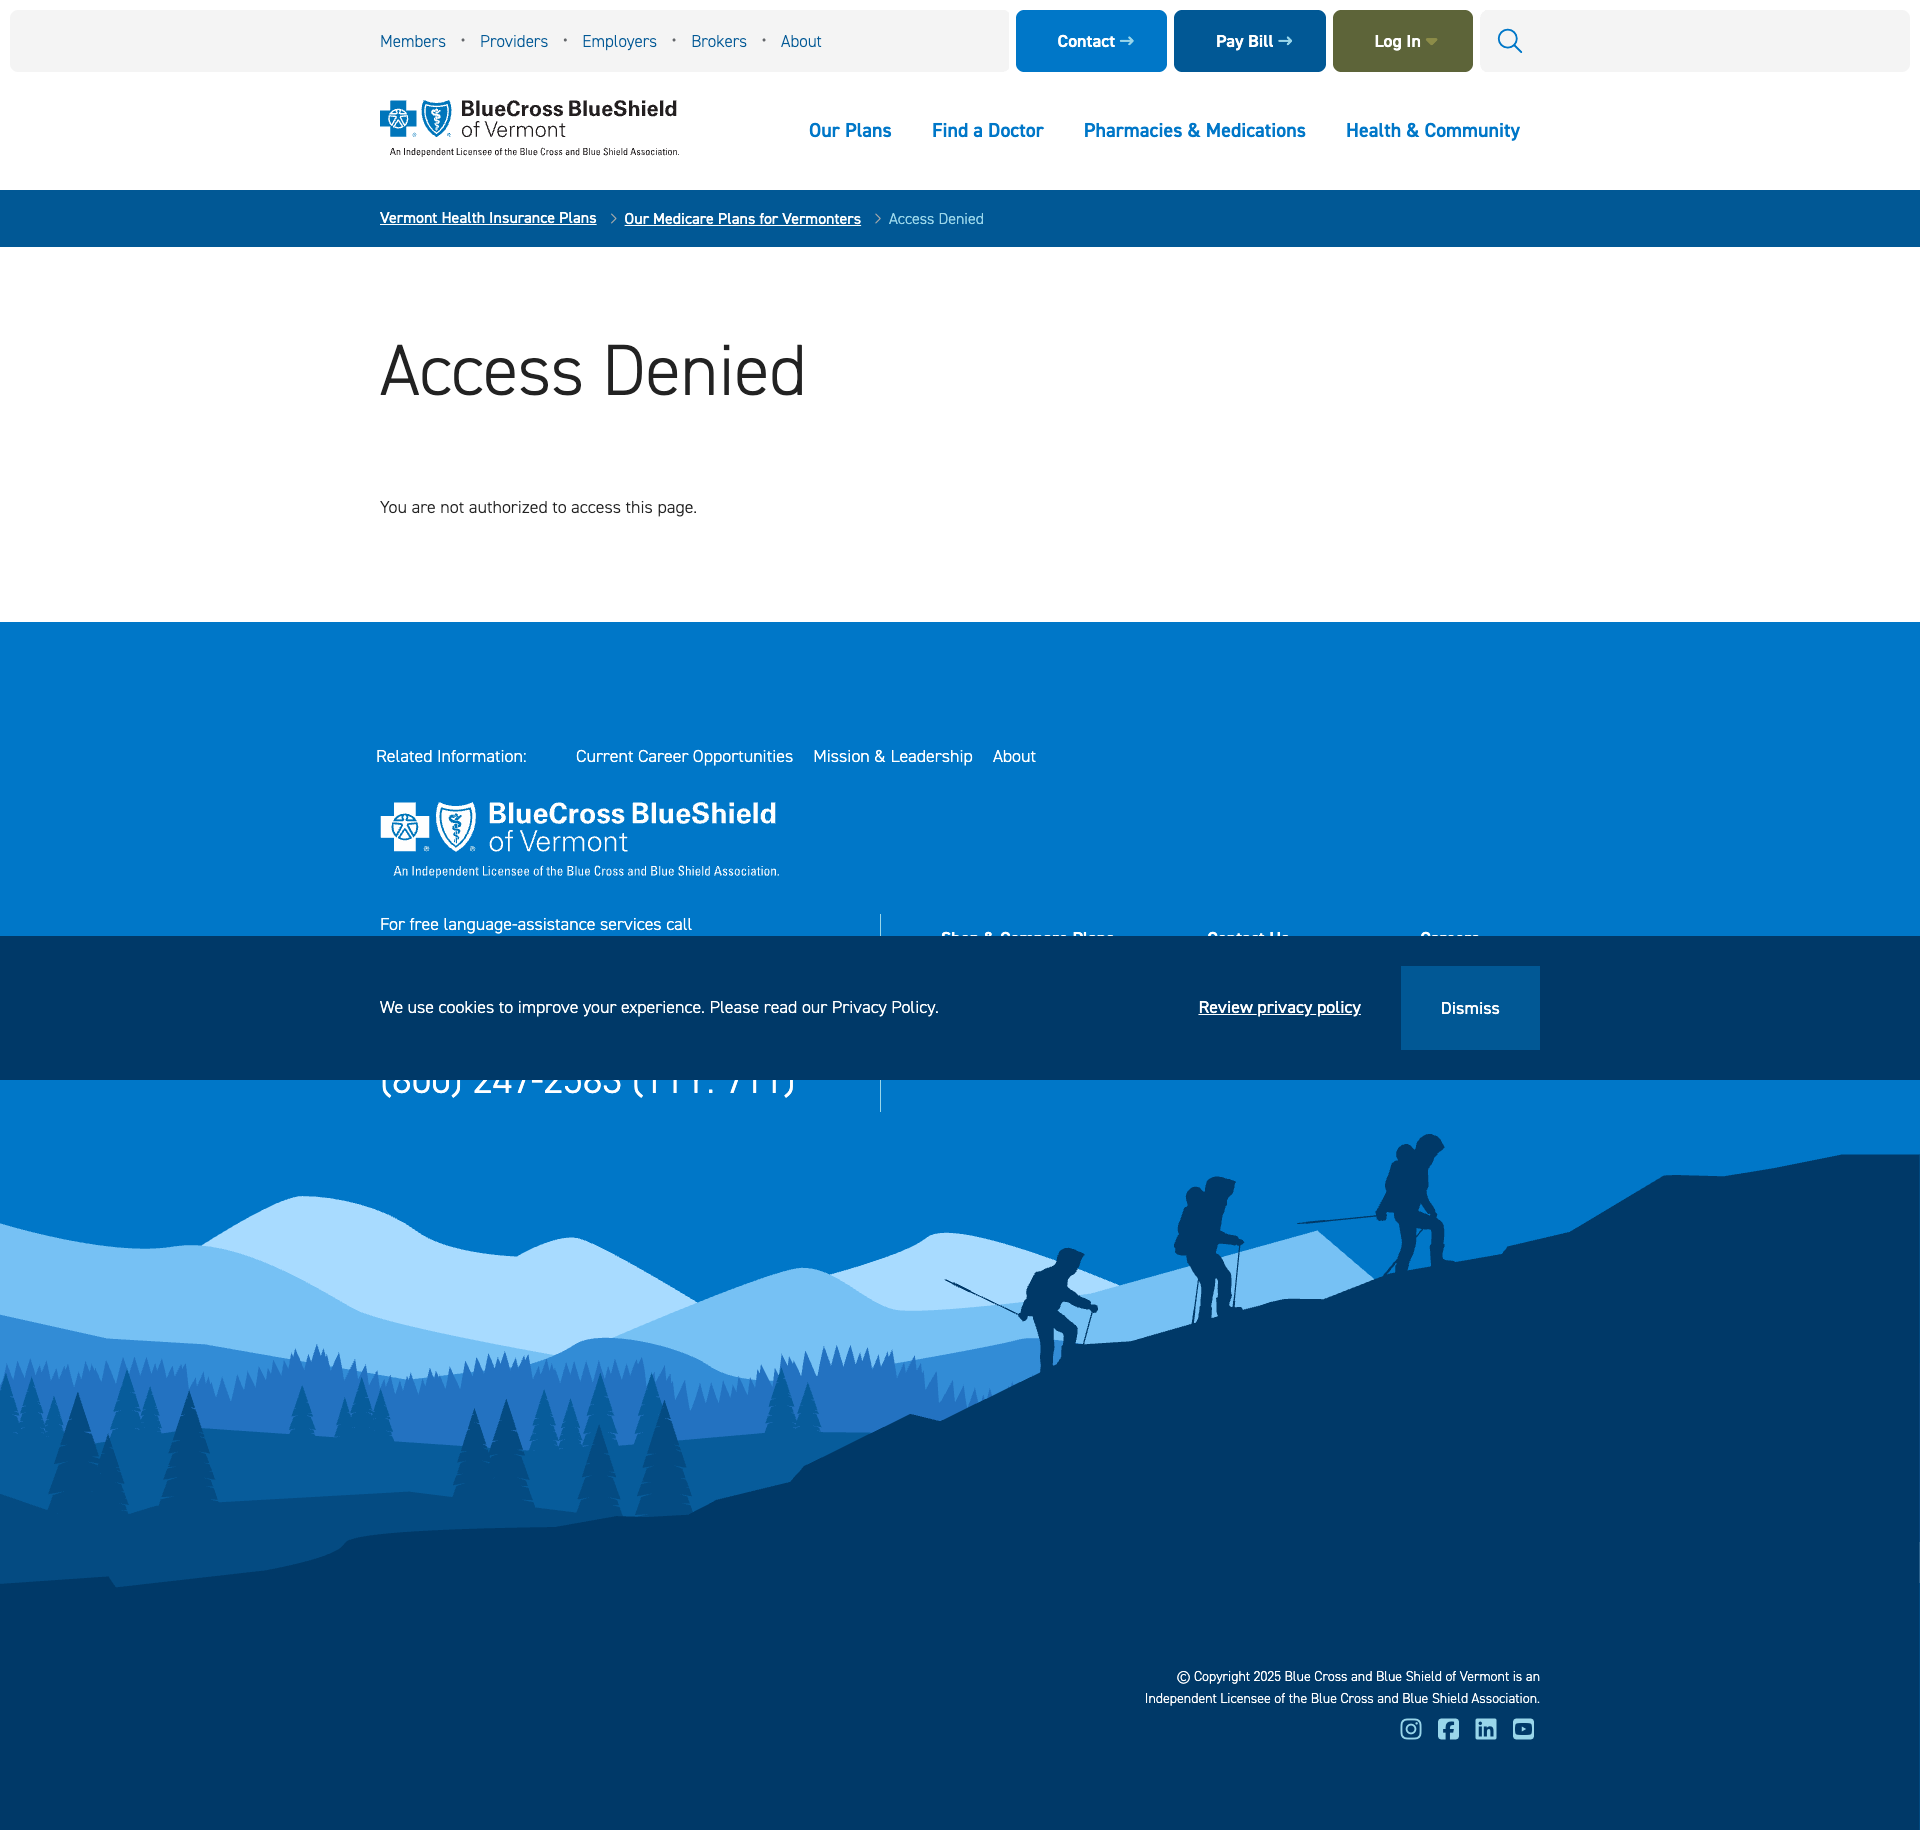 Members • Providers • Employers • Brokers • About
Contact →
Pay Bill →
Log In
BlueCross BlueShield
of Vermont
An Independent Licensee of the Blue Cross and Blue Shield Association.
Our Plans
Find a Doctor
Pharmacies & Medications
Health & Community
Vermont Health Insurance Plans > Our Medicare Plans for Vermonters > Access Denied
Access Denied
You are not authorized to access this page.
Related Information:
Current Career Opportunities
Mission & Leadership
About
BlueCross BlueShield
of Vermont
An Independent Licensee of the Blue Cross and Blue Shield Association.
For free language-assistance services call
We use cookies to improve your experience. Please read our Privacy Policy.
Review privacy policy
Dismiss
© Copyright 2025 Blue Cross and Blue Shield of Vermont is an
Independent Licensee of the Blue Cross and Blue Shield Association.